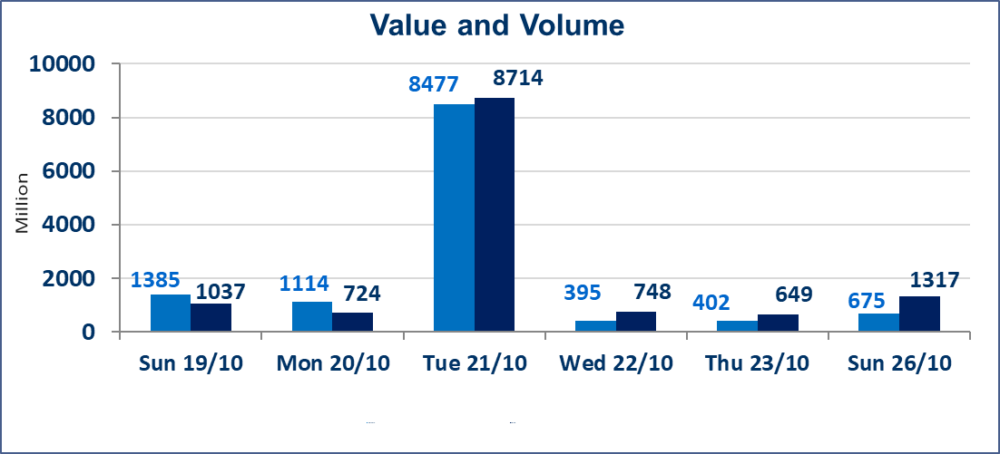 Value and Volume
10000
8000
6000
4000
2000
0
Million
1385
1037
1114
724
8477
8714
395
748
402
649
675
1317
Sun 19/10
Mon 20/10
Tue 21/10
Wed 22/10
Thu 23/10
Sun 26/10